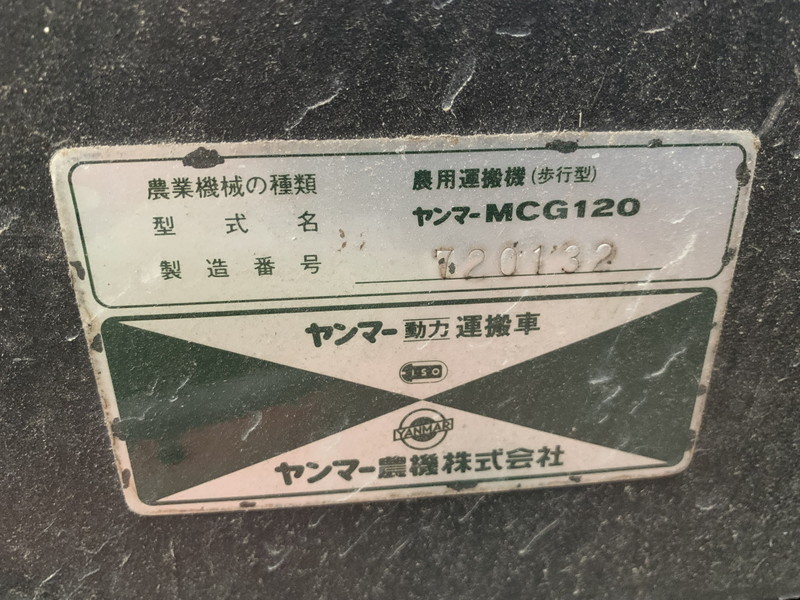 農業機械の種類 農用運搬機(歩行型)
型式名 ヤンマーMCG120
製造番号 720132
ヤンマー動力運搬車
ISO
YANMAR
ヤンマー農機株式会社